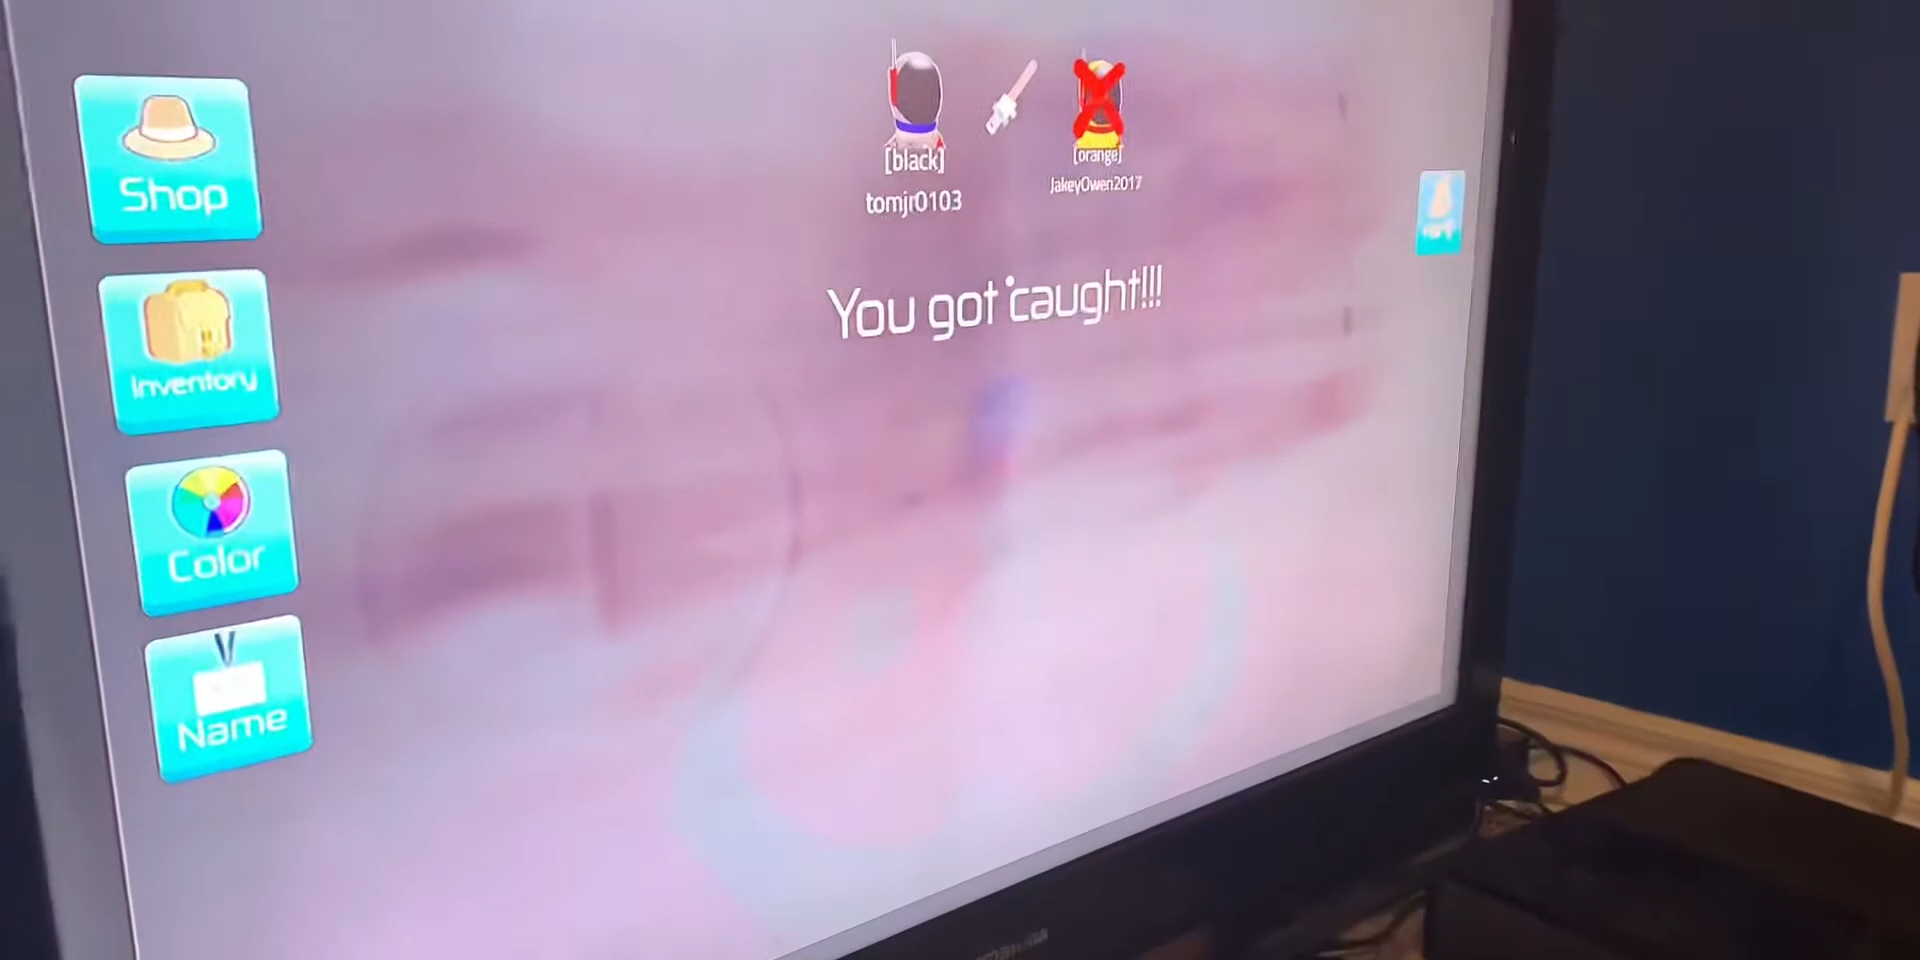 Shop
Inventory
Color
Name
[black]
tomjr0103
[orange]
JakeyOwen2017
You got caught!!!